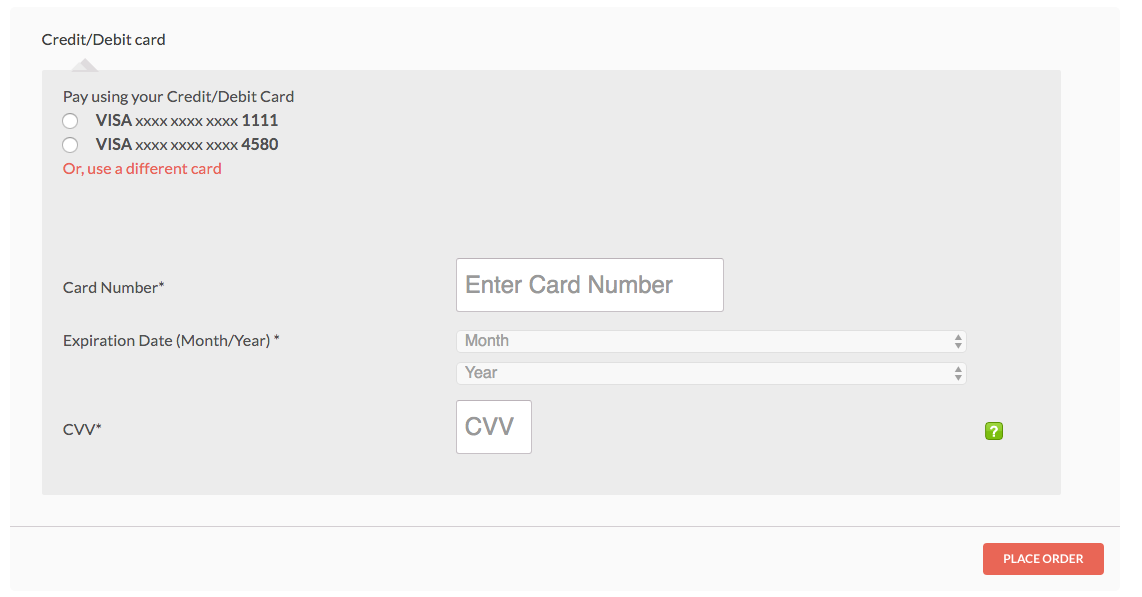 Credit/Debit card
Pay using your Credit/Debit Card
VISA xxxx xxxx xxxx 1111
VISA xxxx xxxx xxxx 4580
Or, use a different card
Card Number*
Enter Card Number
Expiration Date (Month/Year) *
Month
Year
CVV*
CVV
?
PLACE ORDER